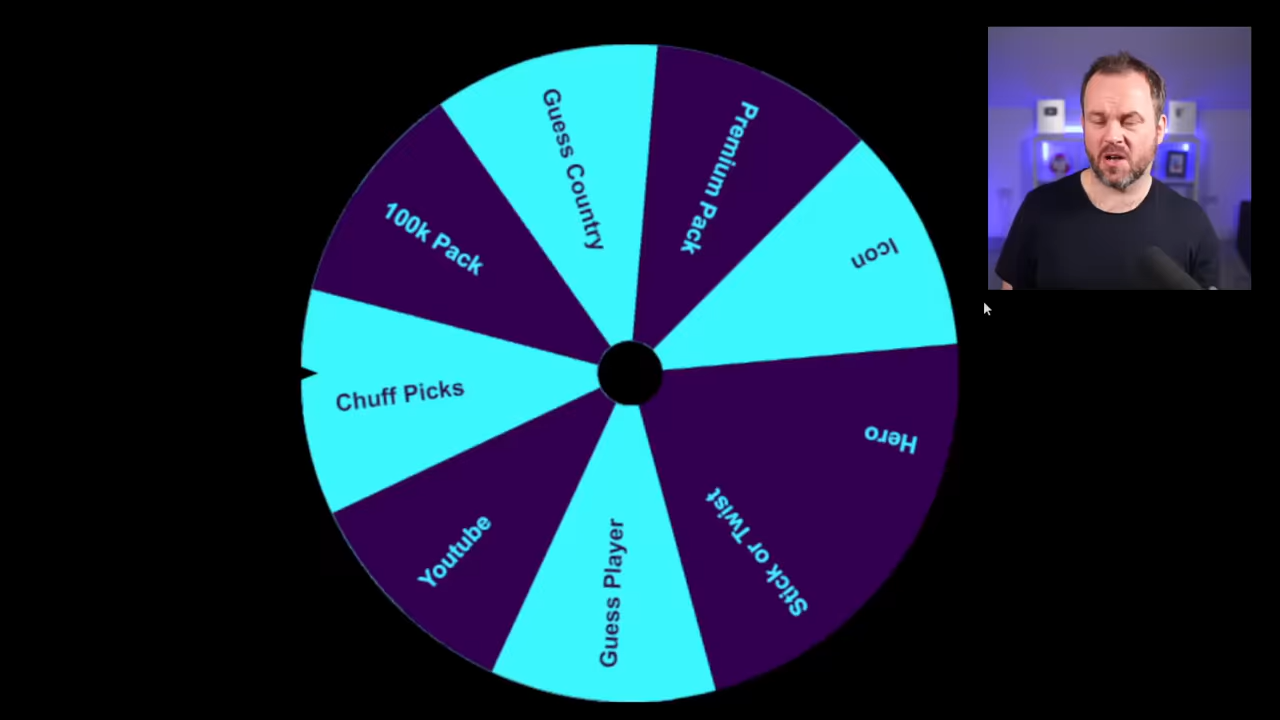 Guess Country
Premium Pack
Icon
100k Pack
Chuff Picks
Hero
Stick or Twist
Youtube
Guess Player